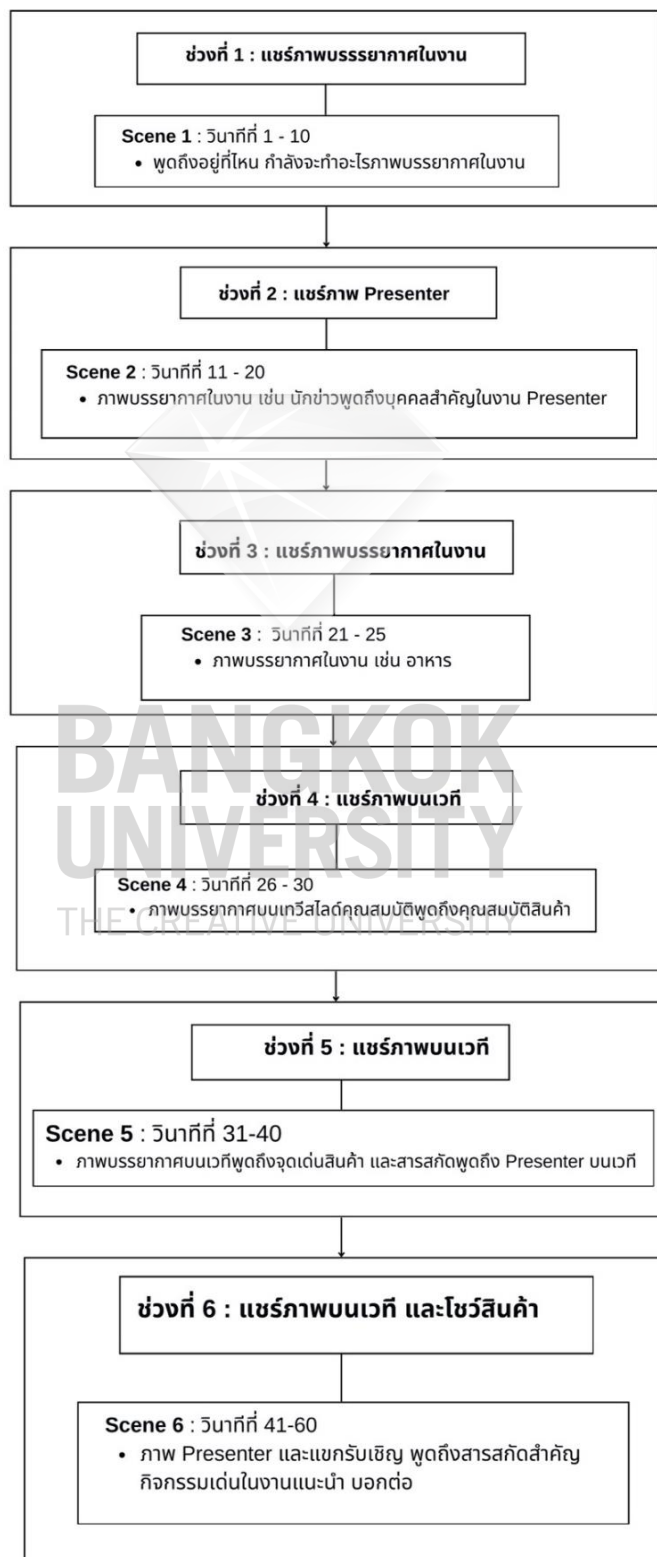 ช่วงที่ 1 : แชร์ภาพบรรรยากาศในงาน
Scene 1 : วินาทีที่ 1 - 10
• พูดถึงอยู่ที่ไหน กำลังจะทำอะไรภาพบรรยากาศในงาน
ช่วงที่ 2 : แชร์ภาพ Presenter
Scene 2 : วินาทีที่ 11 - 20
• ภาพบรรยากาศในงาน เช่น นักข่าวพูดถึงบุคคลสำคัญในงาน Presenter
ช่วงที่ 3 : แชร์ภาพบรรยากาศในงาน
Scene 3 : วินาทีที่ 21 - 25
• ภาพบรรยากาศในงาน เช่น อาหาร
BANGKOK
UNIVERSITY
THE CREATIVE UNIVERSITY
ช่วงที่ 4 : แชร์ภาพบนเวที
Scene 4 : วินาทีที่ 26 - 30
• ภาพบรรยากาศบนเทวีสไลด์คุณสมบัติพูดถึงคุณสมบัติสินค้า
ช่วงที่ 5 : แชร์ภาพบนเวที
Scene 5 : วินาทีที่ 31-40
• ภาพบรรยากาศบนเวทีพูดถึงจุดเด่นสินค้า และสารสกัดพูดถึง Presenter บนเวที
ช่วงที่ 6 : แชร์ภาพบนเวที และโชว์สินค้า
Scene 6 : วินาทีที่ 41-60
• ภาพ Presenter และแขกรับเชิญ พูดถึงสารสกัดสำคัญ
กิจกรรมเด่นในงานแนะนำ บอกต่อ